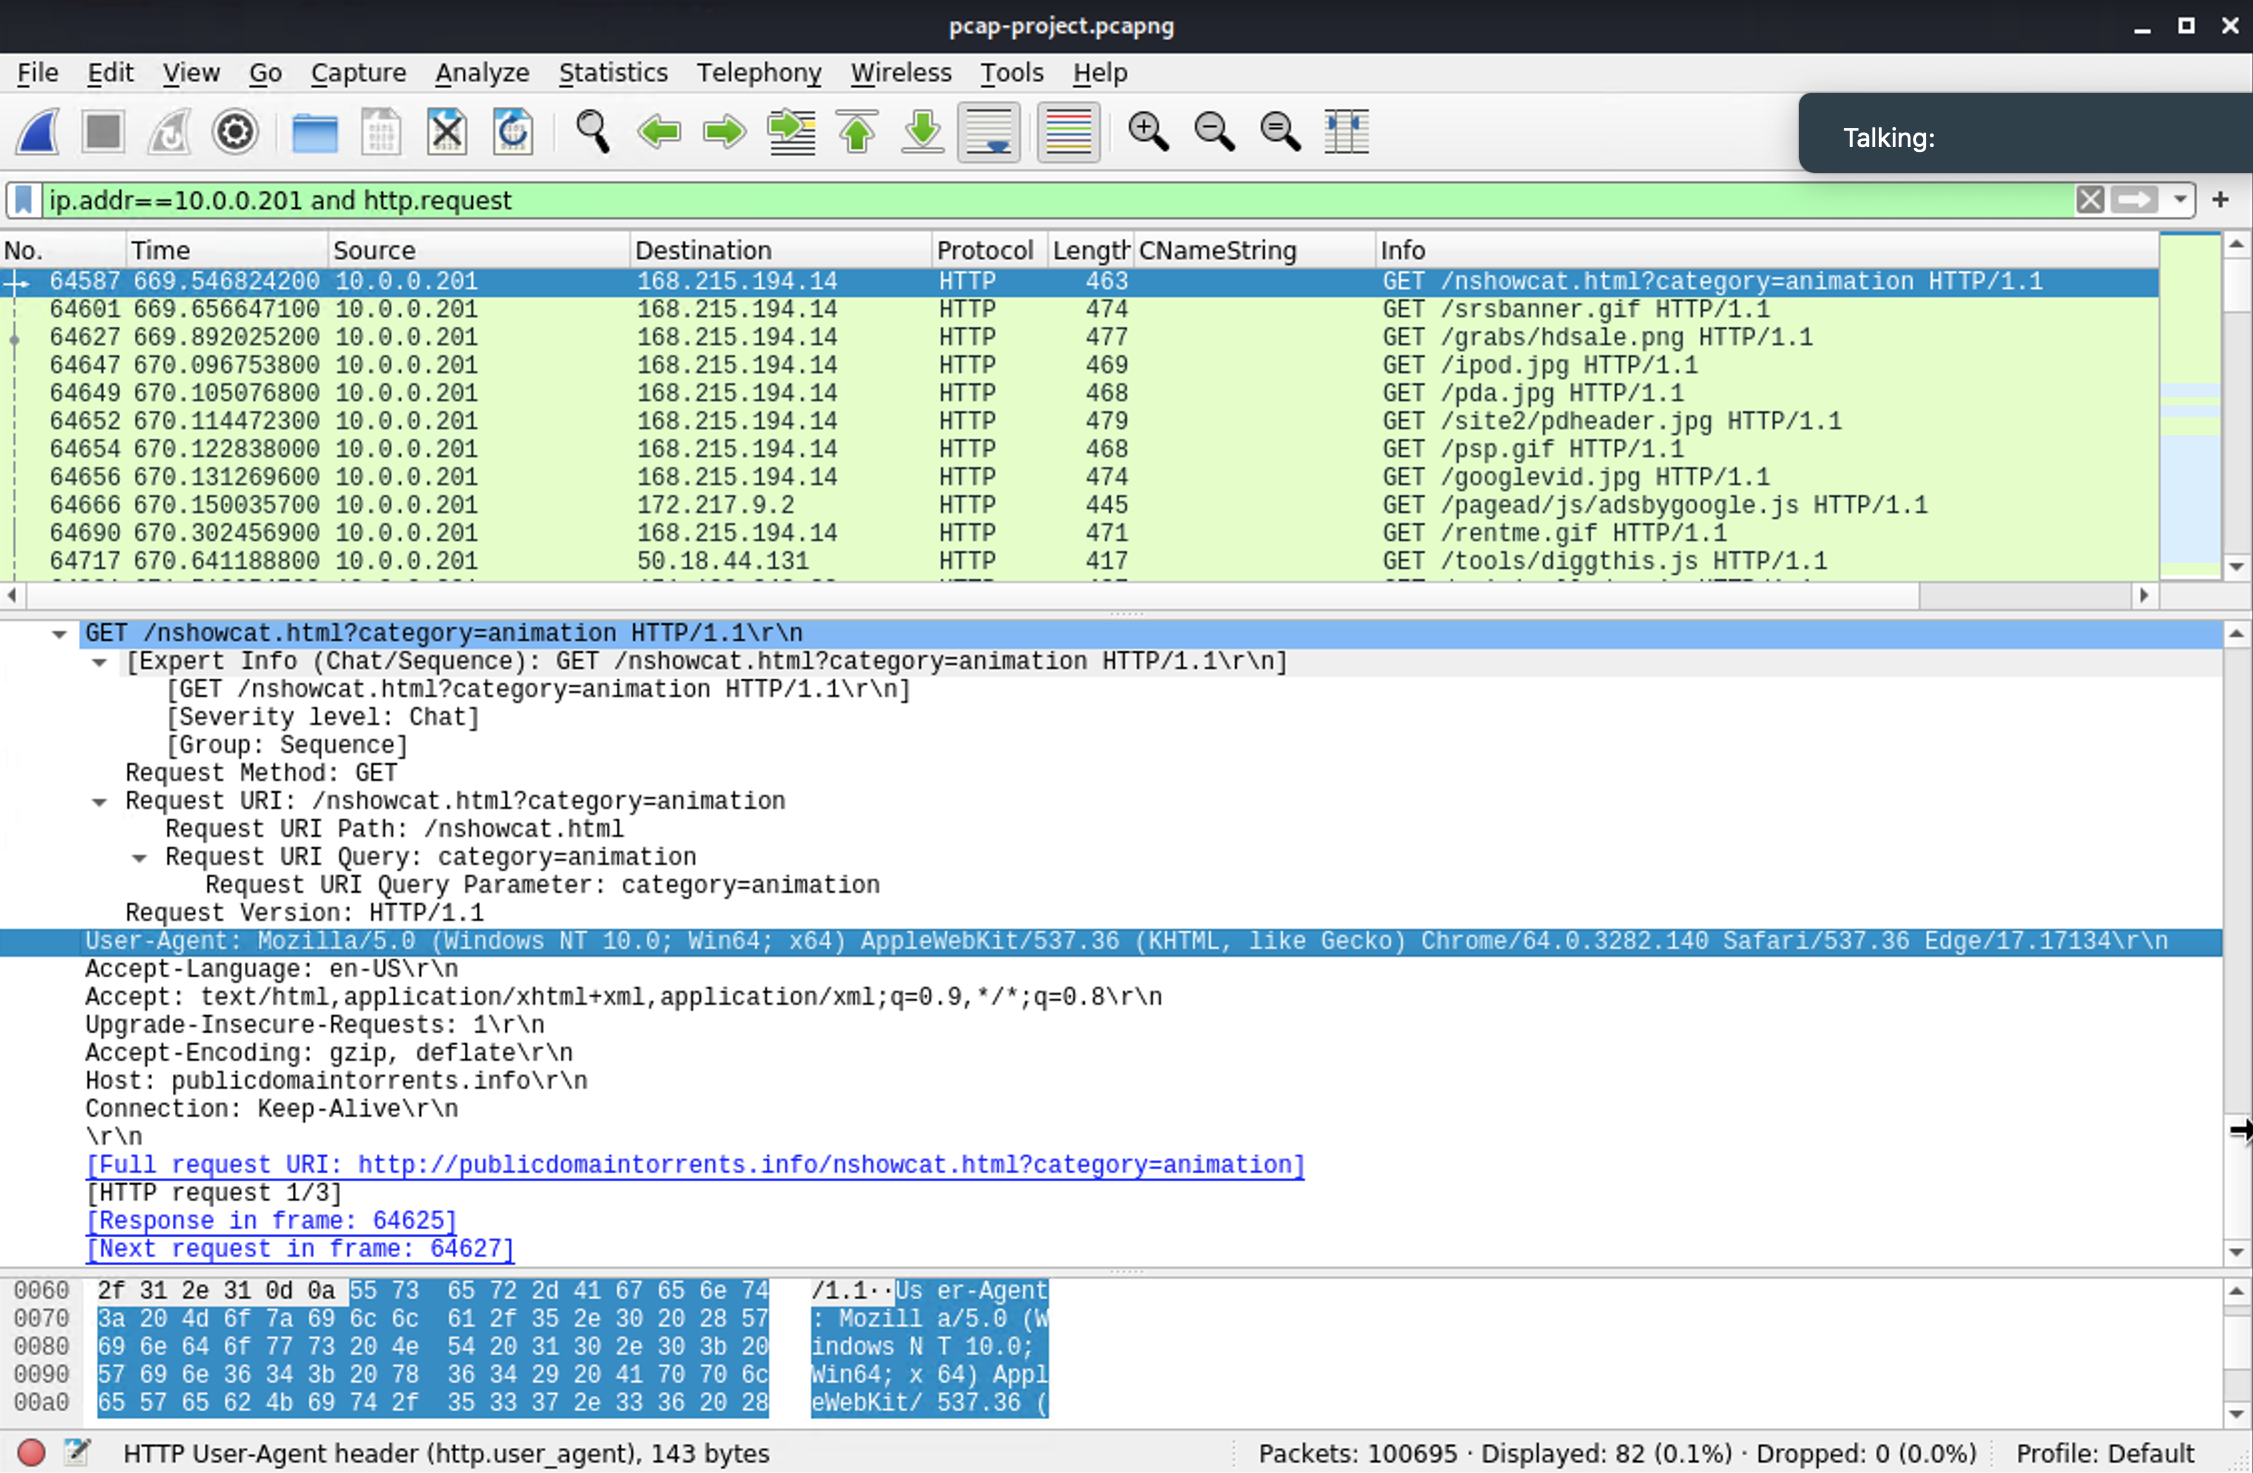 pcap-project.pcapng
File Edit View Go Capture Analyze Statistics Telephony Wireless Tools Help
Talking:
ip.addr==10.0.0.201 and http.request
No. Time Source Destination Protocol Length CNameString Info
64587 669.546824200 10.0.0.201 168.215.194.14 HTTP 463 GET /nshowcat.html?category=animation HTTP/1.1
64601 669.656647100 10.0.0.201 168.215.194.14 HTTP 474 GET /srsbanner.gif HTTP/1.1
64627 669.892025200 10.0.0.201 168.215.194.14 HTTP 477 GET /grabs/hdsale.png HTTP/1.1
64647 670.096753800 10.0.0.201 168.215.194.14 HTTP 469 GET /ipod.jpg HTTP/1.1
64649 670.105076800 10.0.0.201 168.215.194.14 HTTP 468 GET /pda.jpg HTTP/1.1
64652 670.114472300 10.0.0.201 168.215.194.14 HTTP 479 GET /site2/pdheader.jpg HTTP/1.1
64654 670.122838000 10.0.0.201 168.215.194.14 HTTP 468 GET /psp.gif HTTP/1.1
64656 670.131269600 10.0.0.201 168.215.194.14 HTTP 474 GET /googlevid.jpg HTTP/1.1
64666 670.150035700 10.0.0.201 172.217.9.2 HTTP 445 GET /pagead/js/adsbygoogle.js HTTP/1.1
64690 670.302456900 10.0.0.201 168.215.194.14 HTTP 471 GET /rentme.gif HTTP/1.1
64717 670.641188800 10.0.0.201 50.18.44.131 HTTP 417 GET /tools/diggthis.js HTTP/1.1
GET /nshowcat.html?category=animation HTTP/1.1\r\n
[Expert Info (Chat/Sequence): GET /nshowcat.html?category=animation HTTP/1.1\r\n]
[GET /nshowcat.html?category=animation HTTP/1.1\r\n]
[Severity level: Chat]
[Group: Sequence]
Request Method: GET
Request URI: /nshowcat.html?category=animation
Request URI Path: /nshowcat.html
Request URI Query: category=animation
Request URI Query Parameter: category=animation
Request Version: HTTP/1.1
User-Agent: Mozilla/5.0 (Windows NT 10.0; Win64; x64) AppleWebKit/537.36 (KHTML, like Gecko) Chrome/64.0.3282.140 Safari/537.36 Edge/17.17134\r\n
Accept-Language: en-US\r\n
Accept: text/html,application/xhtml+xml,application/xml;q=0.9,*/*;q=0.8\r\n
Upgrade-Insecure-Requests: 1\r\n
Accept-Encoding: gzip, deflate\r\n
Host: publicdomaintorrents.info\r\n
Connection: Keep-Alive\r\n
\r\n
[Full request URI: http://publicdomaintorrents.info/nshowcat.html?category=animation]
[HTTP request 1/3]
[Response in frame: 64625]
[Next request in frame: 64627]
0060 2f 31 2e 31 0d 0a 55 73 65 72 2d 41 67 65 6e 74 /1.1··Us er-Agent
0070 3a 20 4d 6f 7a 69 6c 6c 61 2f 35 2e 30 20 28 57 : Mozill a/5.0 (W
0080 69 6e 64 6f 77 73 20 4e 54 20 31 30 2e 30 3b 20 indows N T 10.0;
0090 57 69 6e 36 34 3b 20 78 36 34 29 20 41 70 70 6c Win64; x 64) Appl
00a0 65 57 65 62 4b 69 74 2f 35 33 37 2e 33 36 20 28 eWebKit/ 537.36 (
HTTP User-Agent header (http.user_agent), 143 bytes
Packets: 100695 · Displayed: 82 (0.1%) · Dropped: 0 (0.0%) Profile: Default